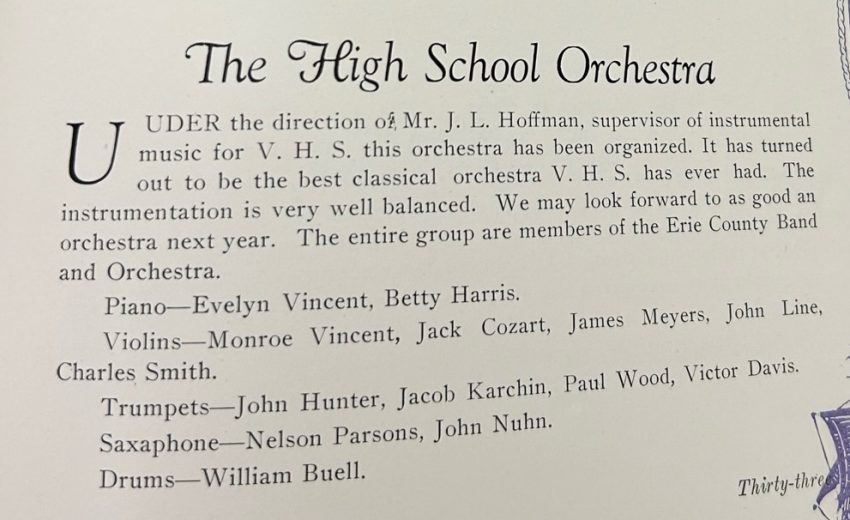 The High School Orchestra
U UDER the direction of Mr. J. L. Hoffman, supervisor of instrumental
music for V. H. S. this orchestra has been organized. It has turned
out to be the best classical orchestra V. H. S. has ever had. The
instrumentation is very well balanced. We may look forward to as good an
orchestra next year. The entire group are members of the Erie County Band
and Orchestra.
Piano—Evelyn Vincent, Betty Harris.
Violins—Monroe Vincent, Jack Cozart, James Meyers, John Line,
Charles Smith.
Trumpets—John Hunter, Jacob Karchin, Paul Wood, Victor Davis.
Saxaphone—Nelson Parsons, John Nuhn.
Drums—William Buell.
Thirty-three